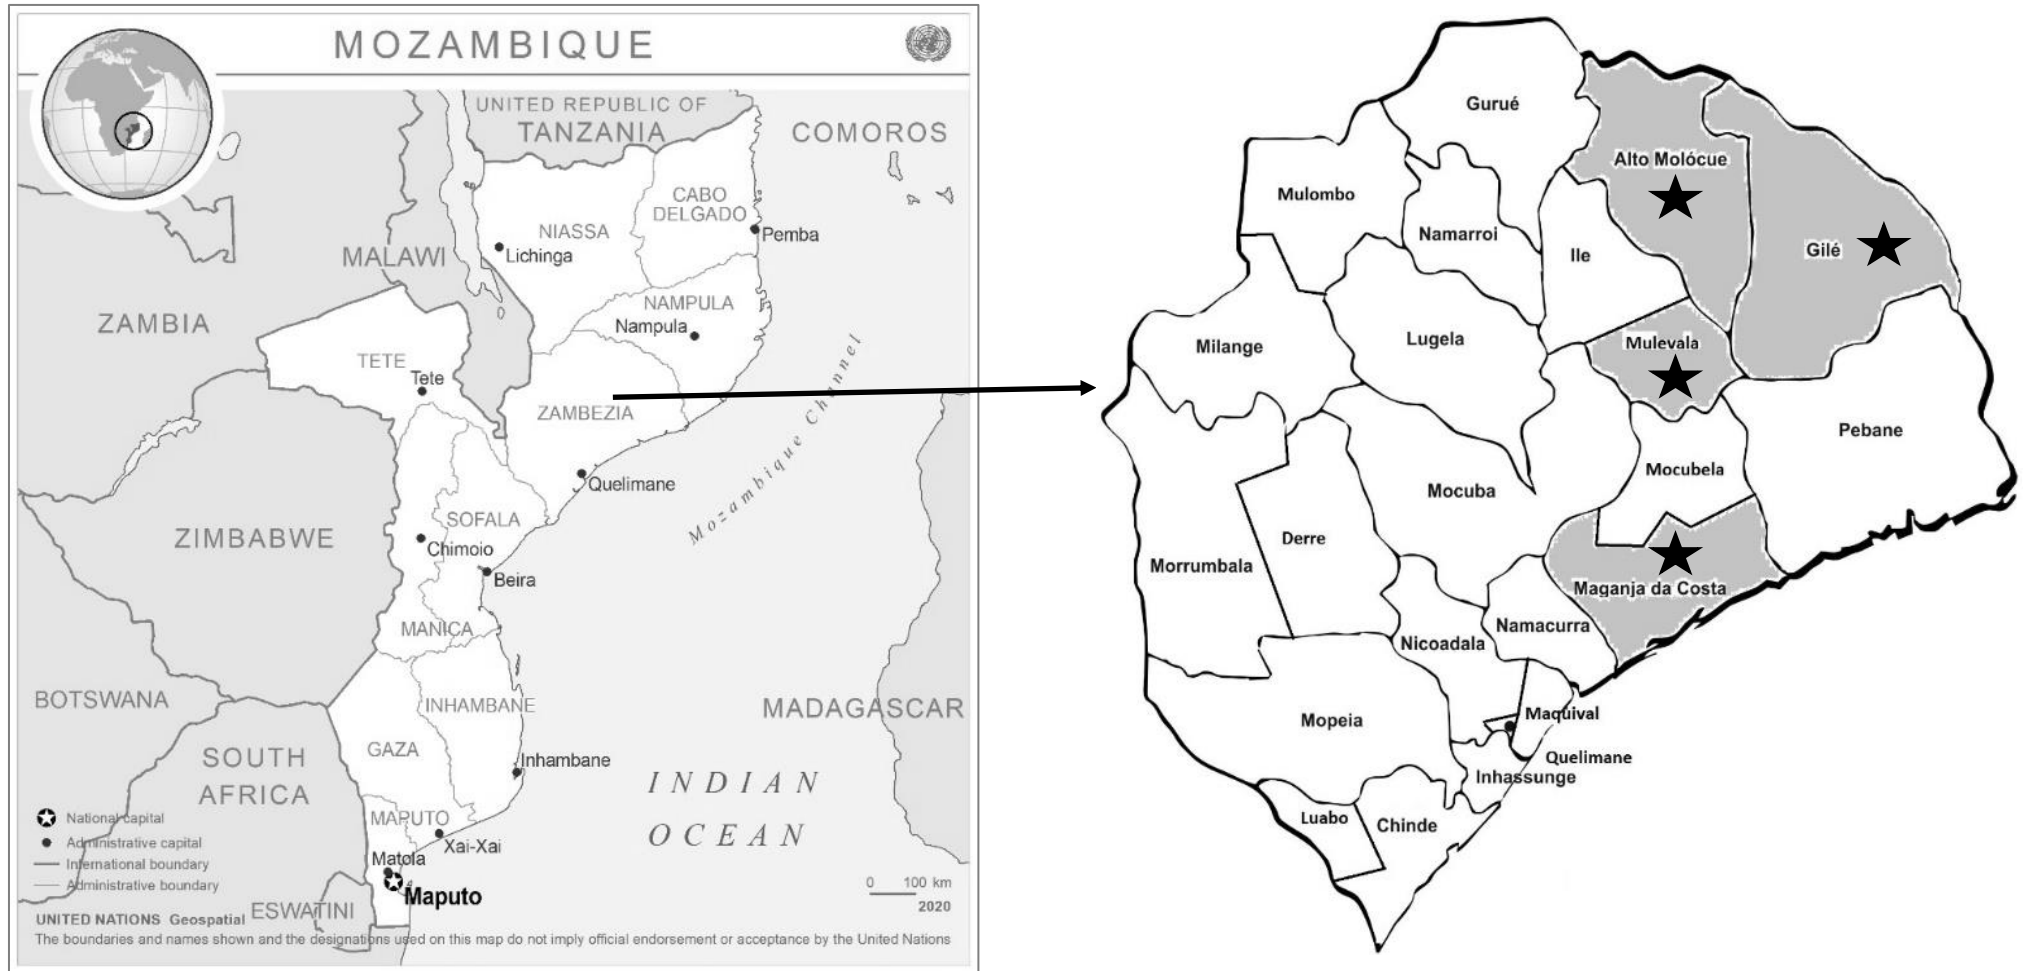 MOZAMBIQUE
UNITED REPUBLIC OF
TANZANIA
COMOROS
CABO
DELGADO
NIASSA
Pemba
Lichinga
MALAWI
NAMPULA
Nampula
ZAMBIA
TETE
Tete
ZAMBEZIA
Mozambique Channel
Quelimane
SOFALA
ZIMBABWE
Chimoio
Beira
MANICA
BOTSWANA
INHAMBANE
MADAGASCAR
GAZA
SOUTH
AFRICA
Inhambane
INDIAN
OCEAN
National capital
Administrative capital
International boundary
Administrative boundary
MAPUTO
Xai-Xai
Matola
Maputo
0 100 km
2020
ESWATINI
UNITED NATIONS Geospatial
The boundaries and names shown and the designations used on this map do not imply official endorsement or acceptance by the United Nations
Gurué
Alto Molócue
Mulombo
Namarroi
Ile
Gilé
Milange
Lugela
Mulevala
Pebane
Mocubela
Mocuba
Derre
Morrumbala
Maganja da Costa
Namacurra
Nicoadala
Mopeia
Maquival
Quelimane
Inhassunge
Luabo
Chinde